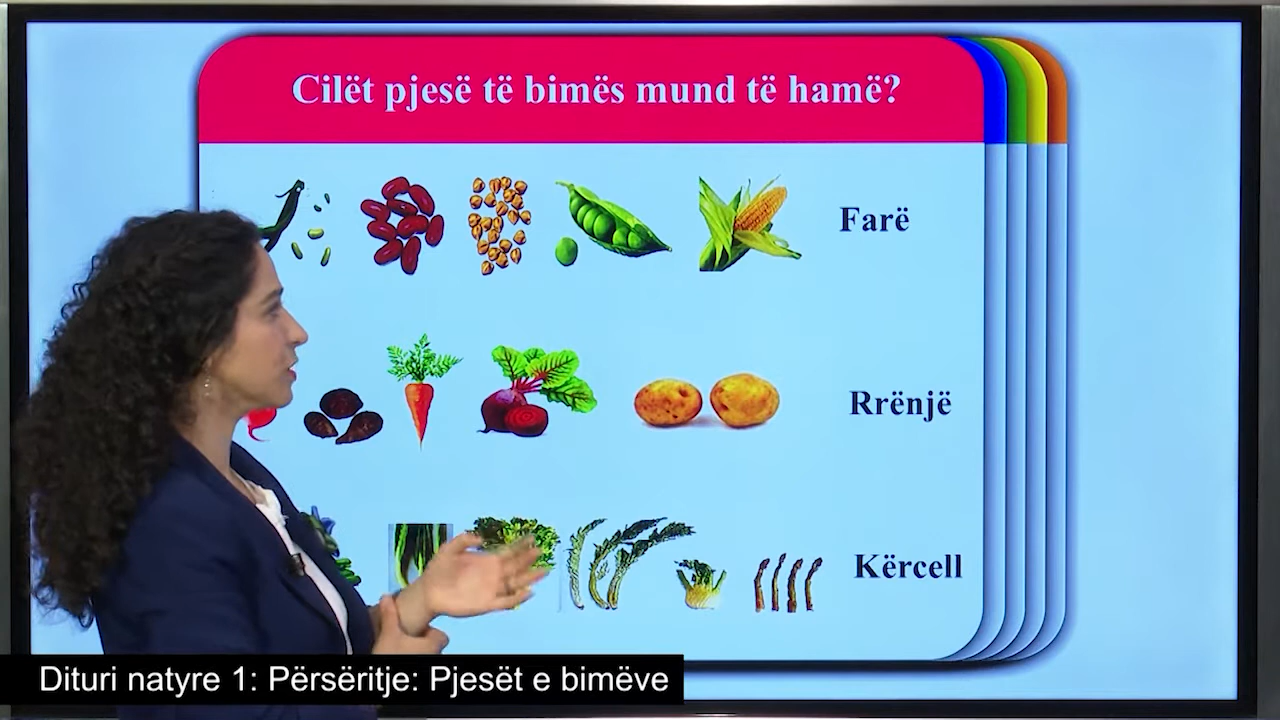 Cilët pjesë të bimës mund të hamë?
Farë
Rrënjë
Kërcell
Dituri natyre 1: Përsëritje: Pjesët e bimëve